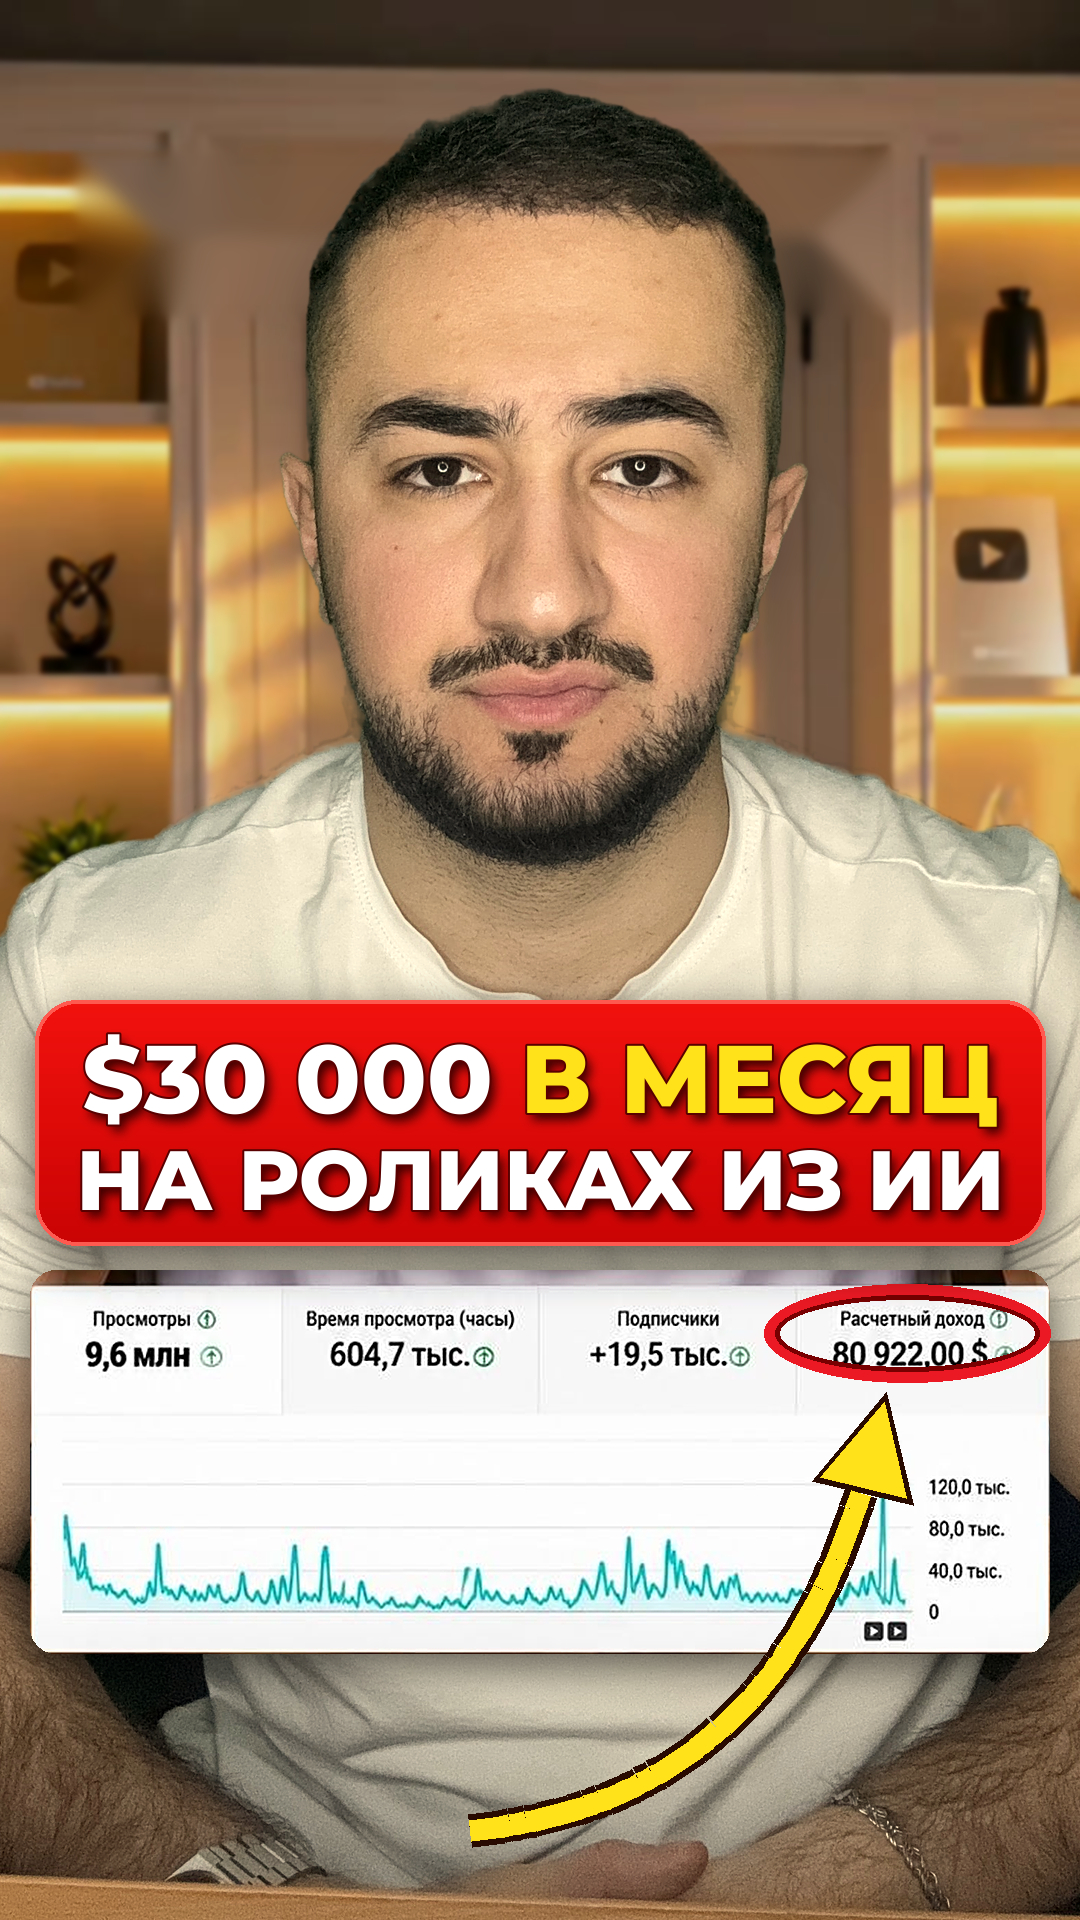 $30 000 В МЕСЯЦ
НА РОЛИКАХ ИЗ ИИ
Просмотры
9,6 млн
Время просмотра (часы)
604,7 тыс.
Подписчики
+19,5 тыс.
Расчетный доход
80 922,00 $
120,0 тыс.
80,0 тыс.
40,0 тыс.
0